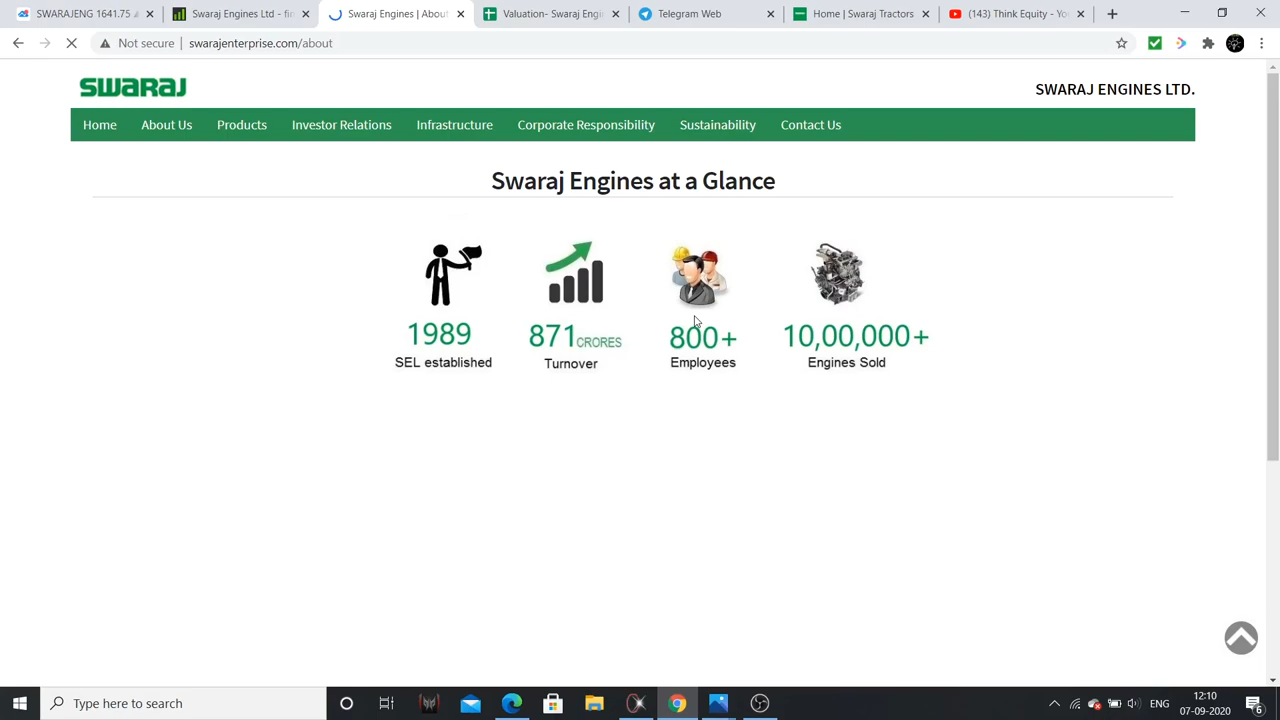 SWARAJENG 1641.75
Swaraj Engines Ltd - fin
Swaraj Engines | About
Valuation- Swaraj Engi
Telegram Web
Home | Swaraj Tractors
(143) Think Equity - Yo
Not secure | swarajenterprise.com/about
swaraj
SWARAJ ENGINES LTD.
Home About Us Products Investor Relations Infrastructure Corporate Responsibility Sustainability Contact Us
Swaraj Engines at a Glance
1989 871 CRORES 800+ 10,00,000+
SEL established Turnover Employees Engines Sold
Type here to search
ENG
12:10
07-09-2020
6